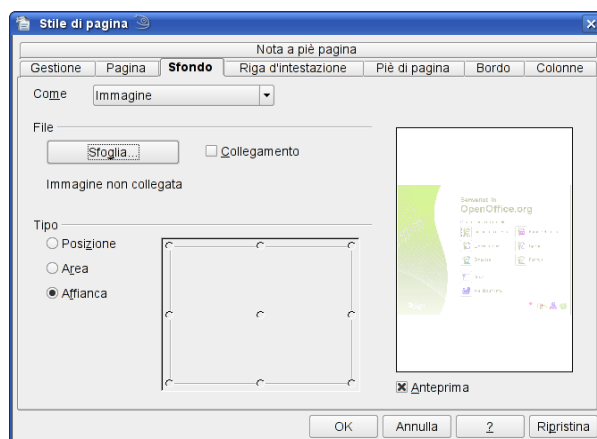 Stile di pagina
Nota a piè pagina
Gestione Pagina Sfondo Riga d'intestazione Piè di pagina Bordo Colonne
Come Immagine
File
Sfoglia... Collegamento
Immagine non collegata
Tipo
Posizione
Area
Affianca
Benvenuti in
OpenOffice.org
Anteprima
OK Annulla ? Ripristina